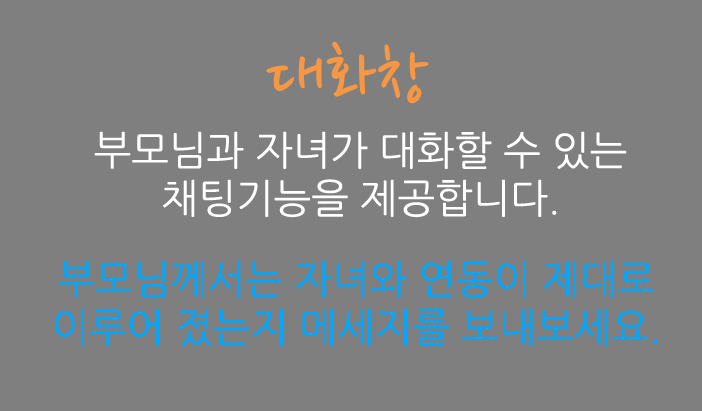 대화창
부모님과 자녀가 대화할 수 있는
채팅기능을 제공합니다.
부모님께서는 자녀와 연동이 제대로
이루어 졌는지 메세지를 보내보세요.